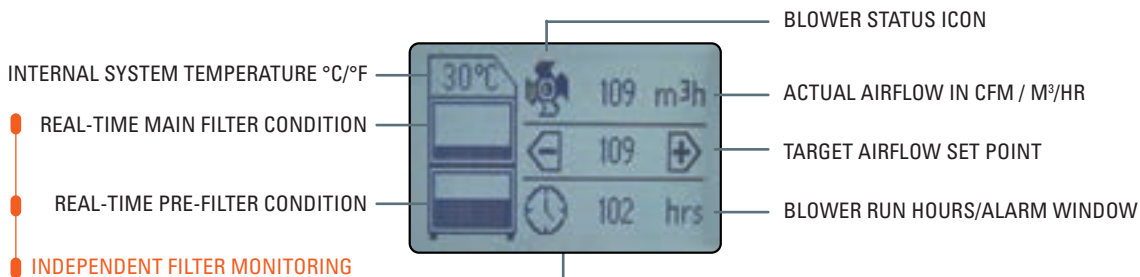 BLOWER STATUS ICON
INTERNAL SYSTEM TEMPERATURE °C/°F
30°C
109 m3h
ACTUAL AIRFLOW IN CFM / M³/HR
REAL-TIME MAIN FILTER CONDITION
- 109 +
TARGET AIRFLOW SET POINT
REAL-TIME PRE-FILTER CONDITION
102 hrs
BLOWER RUN HOURS/ALARM WINDOW
INDEPENDENT FILTER MONITORING